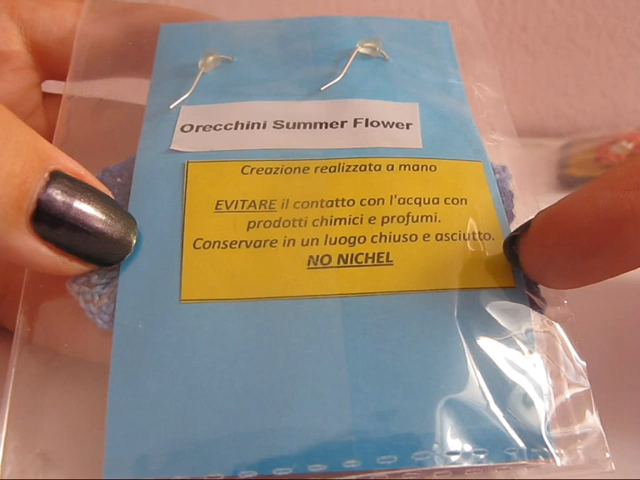 Orecchini Summer Flower
Creazione realizzata a mano
EVITARE il contatto con l'acqua con
prodotti chimici e profumi.
Conservare in un luogo chiuso e asciutto.
NO NICHEL